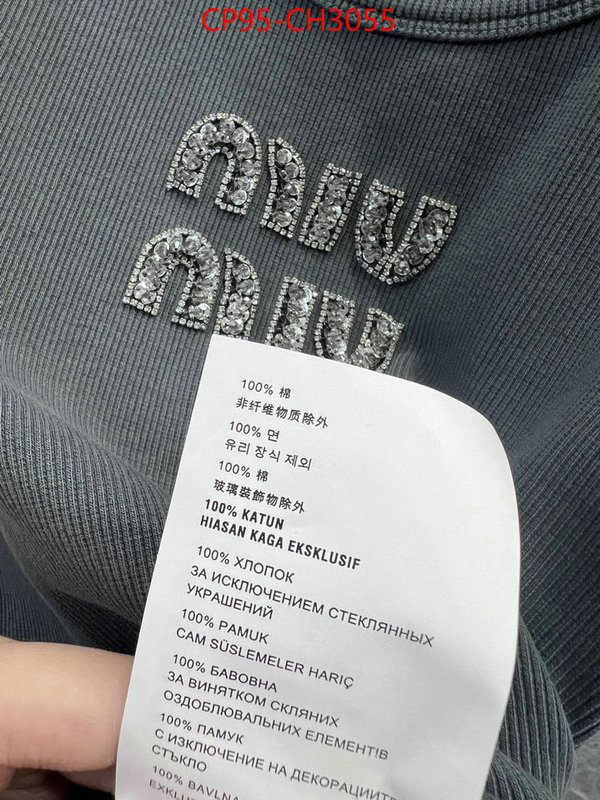 CP95-CH3055
MIU
MIU
100% 棉
非纤维物质除外
100% 면
유리 장식 제외
100% 棉
玻璃裝飾物除外
100% KATUN
HIASAN KAGA EKSKLUSIF
100% ХЛОПОК
ЗА ИСКЛЮЧЕНИЕМ СТЕКЛЯННЫХ
УКРАШЕНИЙ
100% PAMUK
CAM SÜSLEMELER HARIÇ
100% БАВОВНА
ЗА ВИНЯТКОМ СКЛЯНИХ
ОЗДОБЛЮВАЛЬНИХ ЕЛЕМЕНТІВ
100% ПАМУК
С ИЗКЛЮЧЕНИЕ НА ДЕКОРАЦИИТЕ
СТЪКЛО
100% BAVLNA